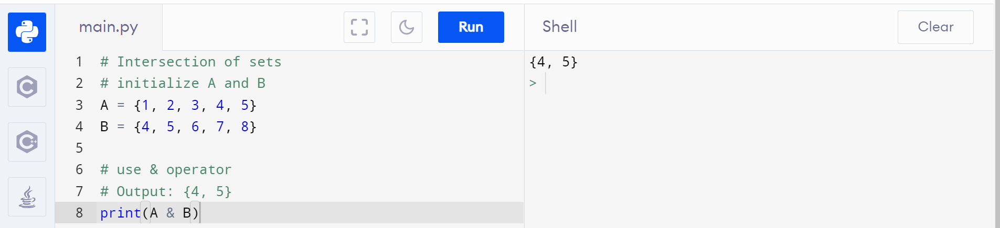 main.py
Run
Shell
Clear
1 # Intersection of sets
2 # initialize A and B
3 A = {1, 2, 3, 4, 5}
4 B = {4, 5, 6, 7, 8}
5
6 # use & operator
7 # Output: {4, 5}
8 print(A & B)
{4, 5}
>
C
C++